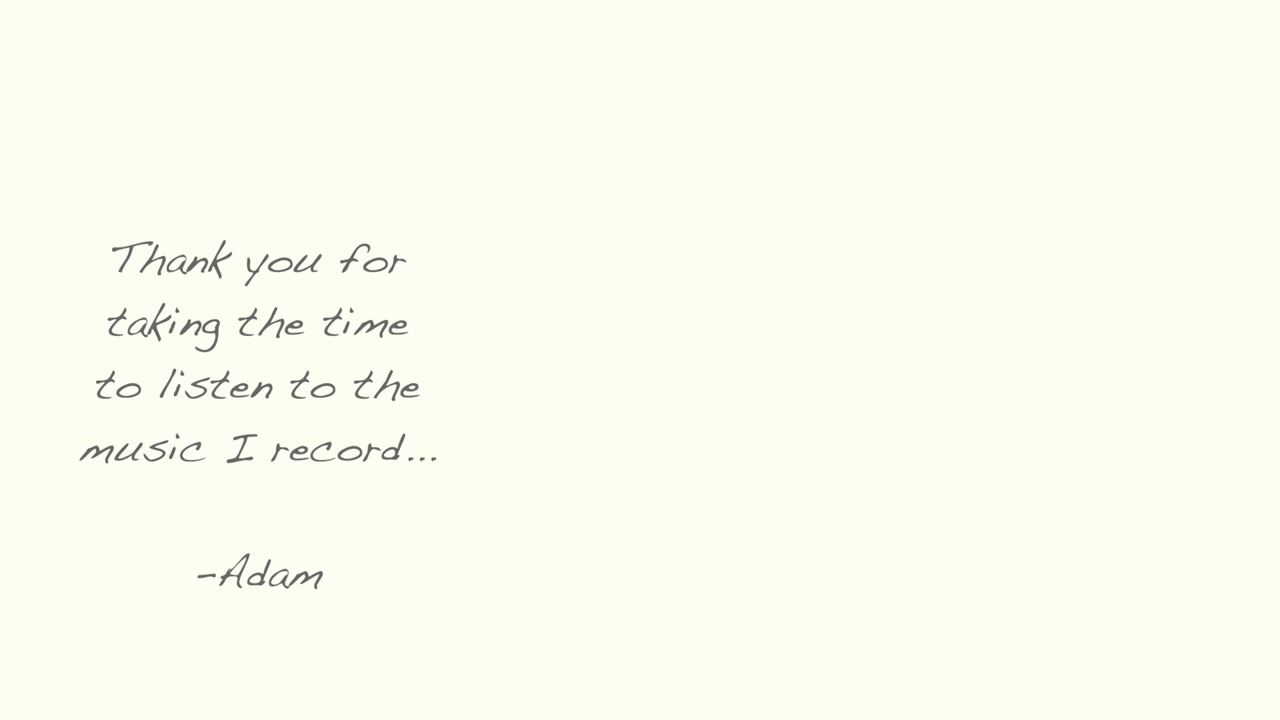 Thank you for
taking the time
to listen to the
music I record...
-Adam